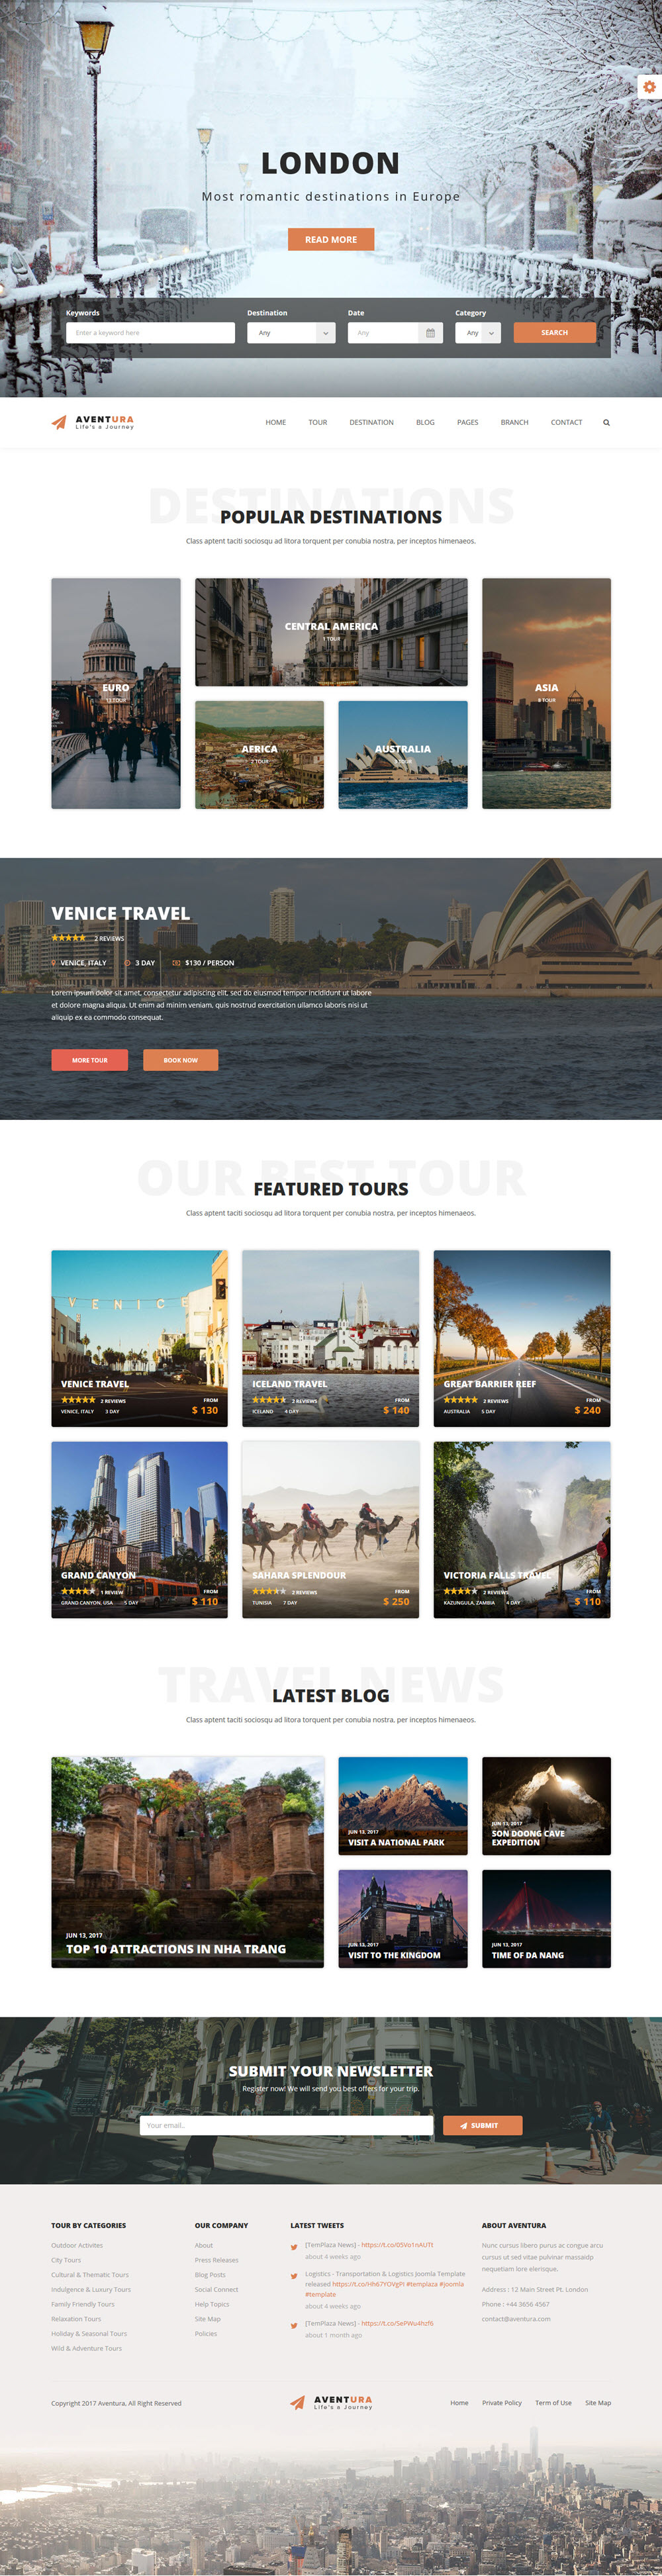 LONDON
Most romantic destinations in Europe
READ MORE
Keywords
Destination
Date
Category
Enter a keyword here
Any
Any
Any
SEARCH
AVENTURA
Life's a Journey
HOME
TOUR
DESTINATION
BLOG
PAGES
BRANCH
CONTACT
DESTINATIONS
POPULAR DESTINATIONS
Class aptent taciti sociosqu ad litora torquent per conubia nostra, per inceptos himenaeos.
EURO
13 TOUR
CENTRAL AMERICA
1 TOUR
AFRICA
2 TOUR
AUSTRALIA
TOUR
ASIA
8 TOUR
VENICE TRAVEL
2 REVIEWS
VENICE, ITALY
3 DAY
$130 / PERSON
Lorem ipsum dolor sit amet, consectetur adipiscing elit, sed do eiusmod tempor incididunt ut labore
et dolore magna aliqua. Ut enim ad minim veniam, quis nostrud exercitation ullamco laboris nisi ut
aliquip ex ea commodo consequat.
MORE TOUR
BOOK NOW
OUR BEST TOUR
FEATURED TOURS
Class aptent taciti sociosqu ad litora torquent per conubia nostra, per inceptos himenaeos.
VENICE
VENICE TRAVEL
2 REVIEWS
FROM
VENICE, ITALY
3 DAY
$ 130
ICELAND TRAVEL
2 REVIEWS
FROM
ICELAND
4 DAY
$ 140
GREAT BARRIER REEF
2 REVIEWS
FROM
AUSTRALIA
5 DAY
$ 240
GRAND CANYON
1 REVIEW
FROM
GRAND CANYON, USA
5 DAY
$ 110
SAHARA SPLENDOUR
2 REVIEWS
FROM
TUNISIA
7 DAY
$ 250
VICTORIA FALLS TRAVEL
2 REVIEWS
FROM
KAZUNGULA, ZAMBIA
4 DAY
$ 110
TRAVEL NEWS
LATEST BLOG
Class aptent taciti sociosqu ad litora torquent per conubia nostra, per inceptos himenaeos.
JUN 13, 2017
TOP 10 ATTRACTIONS IN NHA TRANG
JUN 13, 2017
VISIT A NATIONAL PARK
JUN 13, 2017
SON DOONG CAVE
EXPEDITION
JUN 13, 2017
VISIT TO THE KINGDOM
JUN 13, 2017
TIME OF DA NANG
SUBMIT YOUR NEWSLETTER
Register now! We will send you best offers for your trip.
Your email..
SUBMIT
TOUR BY CATEGORIES
Outdoor Activites
City Tours
Cultural & Thematic Tours
Indulgence & Luxury Tours
Family Friendly Tours
Relaxation Tours
Holiday & Seasonal Tours
Wild & Adventure Tours
OUR COMPANY
About
Press Releases
Blog Posts
Social Connect
Help Topics
Site Map
Policies
LATEST TWEETS
[TemPlaza News] - https://t.co/05Vo1nAUTt
about 4 weeks ago
Logistics - Transportation & Logistics Joomla Template
released https://t.co/Hh67YOVgPl #templaza #joomla
#template
about 4 weeks ago
[TemPlaza News] - https://t.co/5ePWu4hzf6
about 1 month ago
ABOUT AVENTURA
Nunc cursus libero purus ac congue arcu
cursus ut sed vitae pulvinar massaidp
nequetiam lore elerisque.
Address : 12 Main Street Pt. London
Phone : +44 3656 4567
contact@aventura.com
Copyright 2017 Aventura, All Right Reserved
AVENTURA
Life's a Journey
Home
Private Policy
Term of Use
Site Map